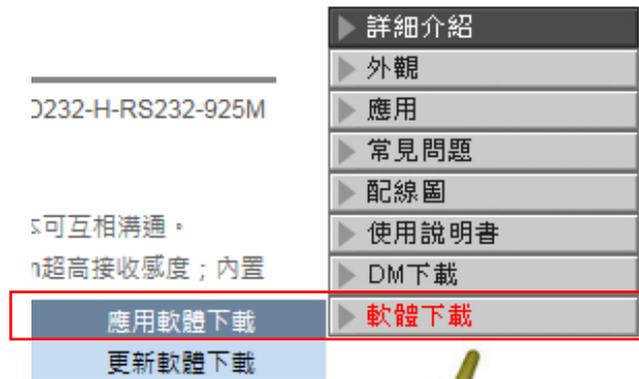 詳細介紹
外觀
D232-H-RS232-925M
應用
常見問題
配線圖
本可互相溝通。
使用說明書
m超高接收感度；內置
DM下載
應用軟體下載
軟體下載
更新軟體下載